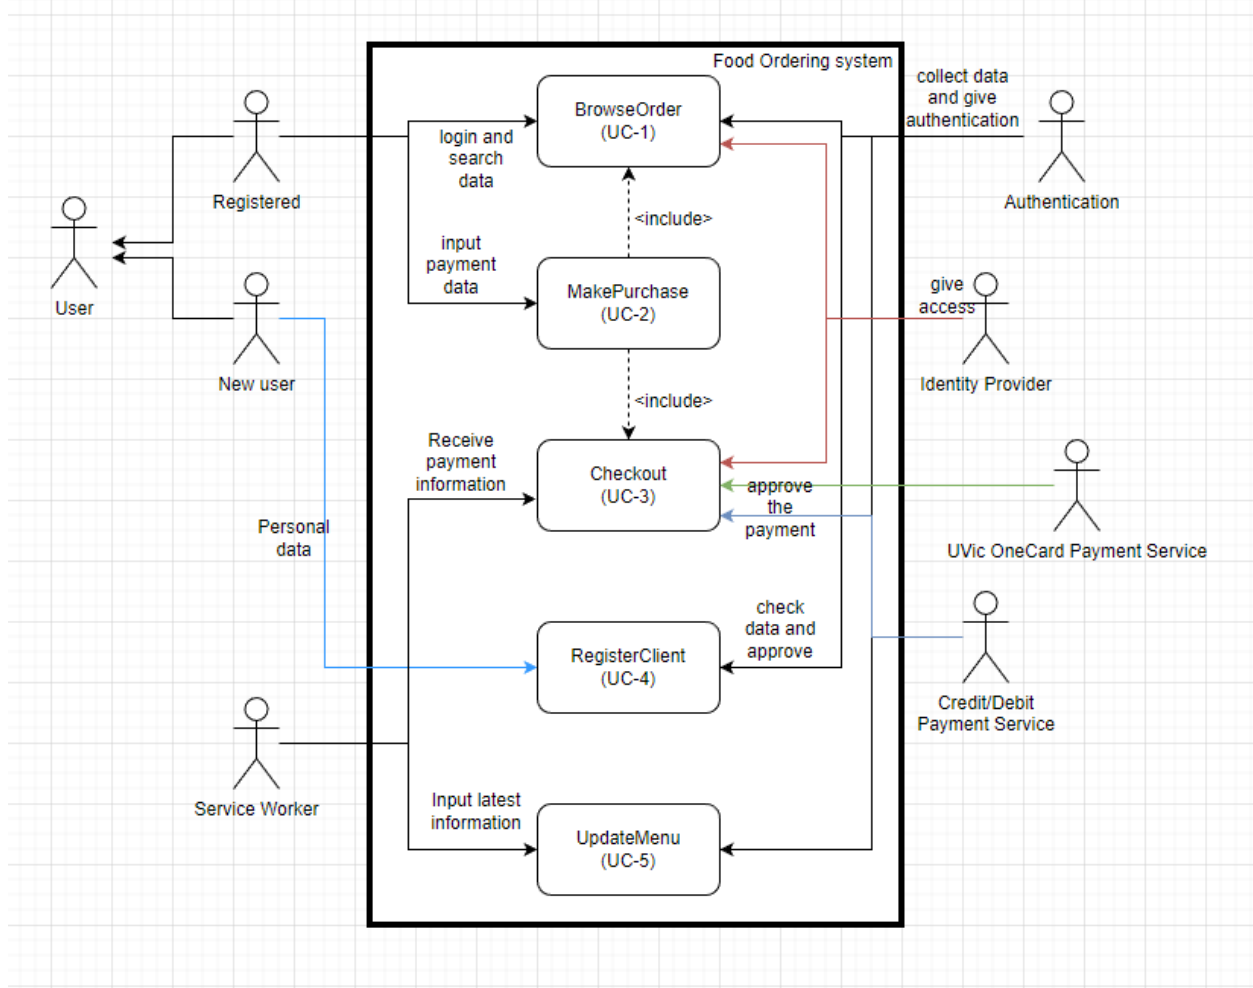 Food Ordering system
collect data
and give
authentication
BrowseOrder
(UC-1)
login and
search
data
Registered
Authentication
<include>
input
payment
data
User
MakePurchase
(UC-2)
give
access
New user
Identity Provider
<include>
Receive
payment
information
Checkout
(UC-3)
approve
the
payment
Personal
data
UVic OneCard Payment Service
check
data and
approve
RegisterClient
(UC-4)
Credit/Debit
Payment Service
Service Worker
Input latest
information
UpdateMenu
(UC-5)